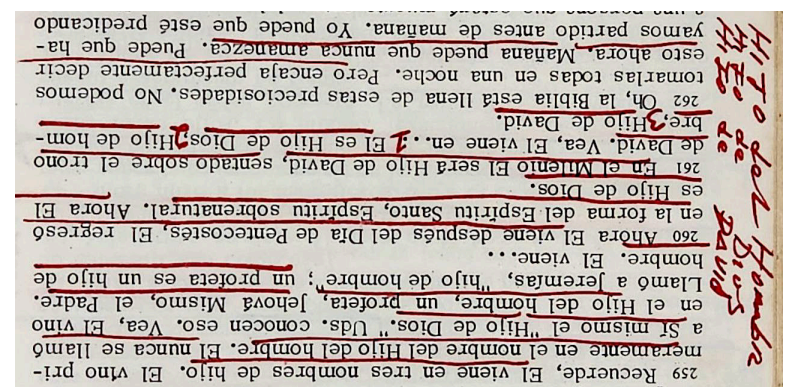 259 Recuerde, El viene en tres nombres de hijo. El vino pri-
meramente en el nombre del Hijo del hombre. El nunca se llamó
a Sí mismo el "Hijo de Dios." Uds. conocen eso. Vea, El vino
en el Hijo del hombre, un profeta, Jehová Mismo, el Padre.
Llamó a Jeremías, "hijo de hombre"; un profeta es un hijo de
hombre. El viene...
260 Ahora El viene después del Día de Pentecostés, El regresó
en la forma del Espíritu Santo, Espíritu sobrenatural. Ahora El
es Hijo de Dios.
261 En el Milenio El será Hijo de David, sentado sobre el trono
de David. Vea, El viene en... 1 El es Hijo de Dios, 2 Hijo de hom-
bre, 3 Hijo de David.
262 Oh, la Biblia está llena de estas preciosidades. No podemos
tomarlas todas en una noche. Pero encaja perfectamente decir
esto ahora. Mañana puede que nunca amanezca. Puede que ha-
yamos partido antes de mañana. Yo puede que esté predicando
HIJO del Hombre
HIJO de Dios
HIJO de David